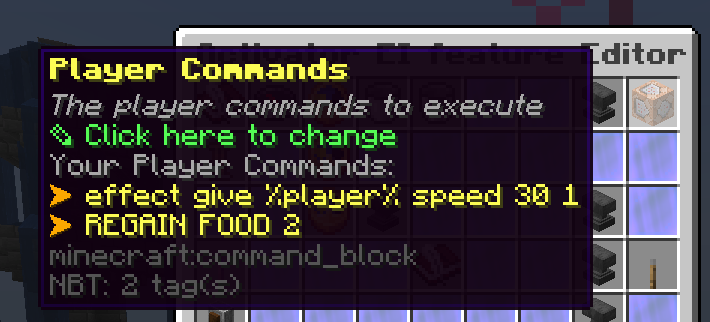 Editor
Player Commands
The player commands to execute
✎ Click here to change
Your Player Commands:
➤ effect give %player% speed 30 1
➤ REGAIN FOOD 2
minecraft:command_block
NBT: 2 tag(s)